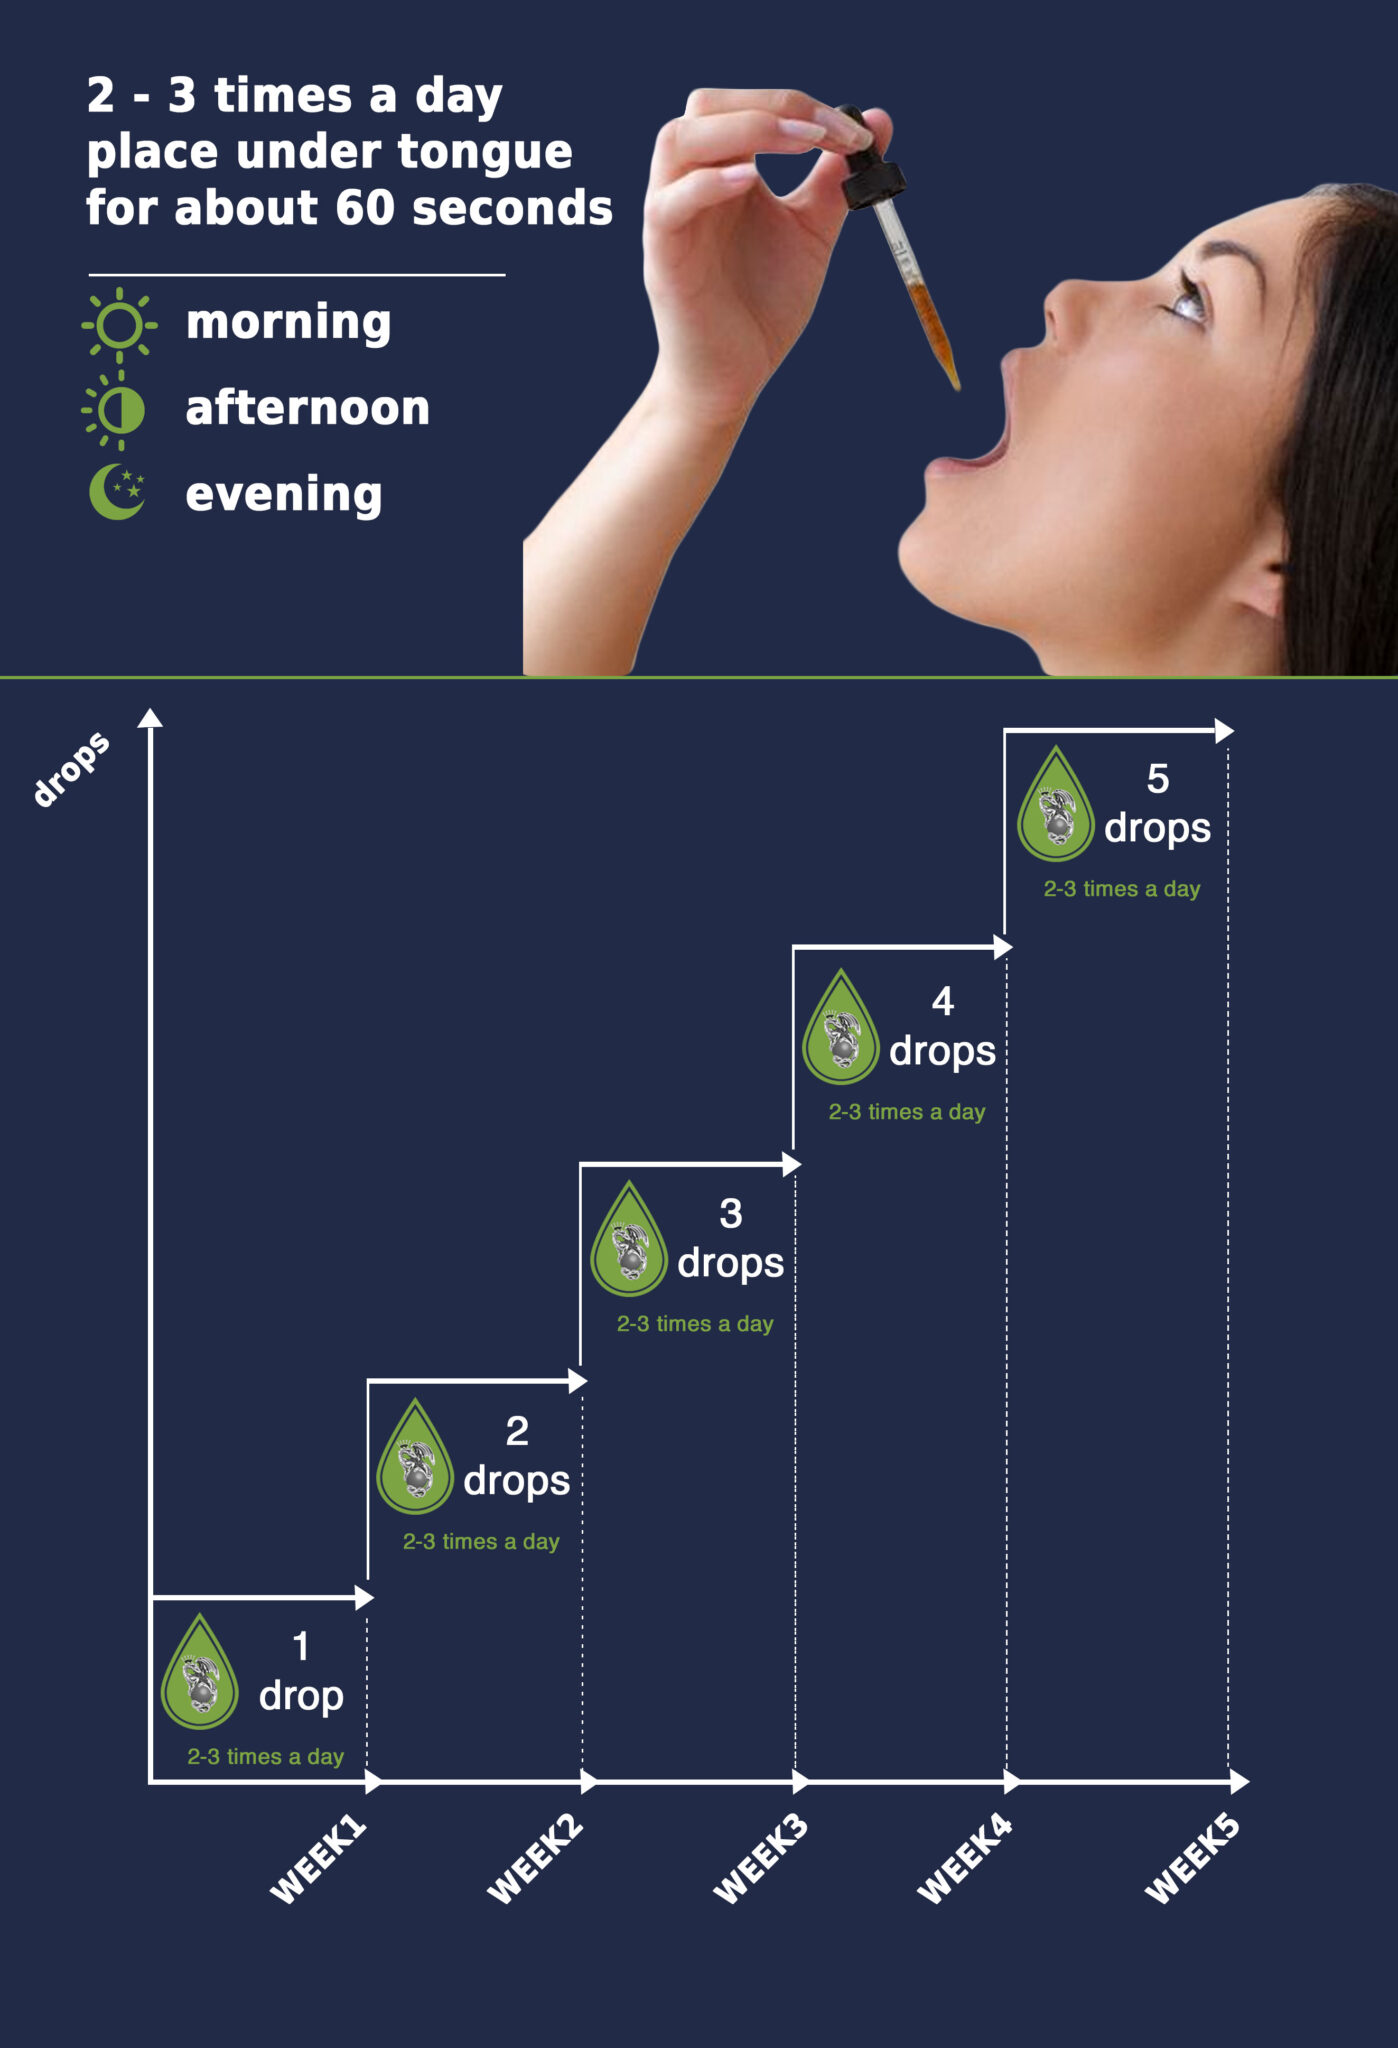 2 - 3 times a day
place under tongue
for about 60 seconds
morning
afternoon
evening
drops
5
drops
2-3 times a day
4
drops
2-3 times a day
3
drops
2-3 times a day
2
drops
2-3 times a day
1
drop
2-3 times a day
WEEK1
WEEK2
WEEK3
WEEK4
WEEK5